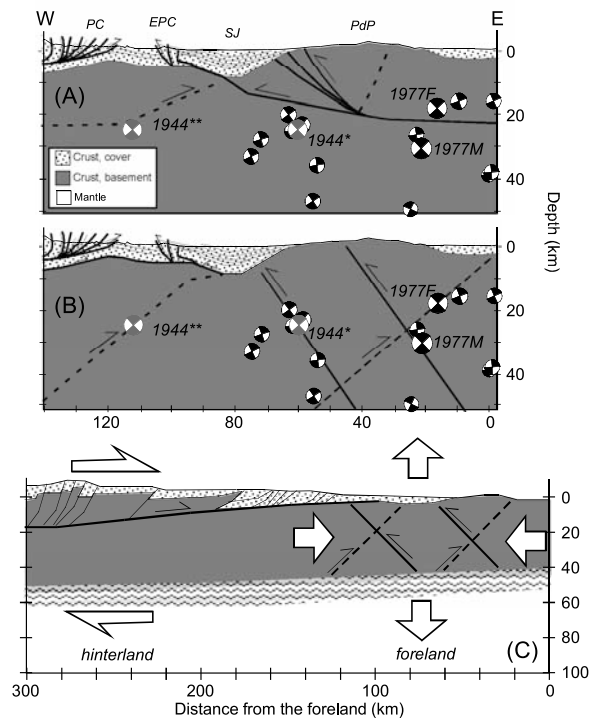 W PC EPC SJ PdP E
0
(A)
1977F
1944** 1944*
20
1977M
Crust, cover
Crust, basement
Mantle
40
Depth (km)
0
(B)
1977F
1944** 1944*
20
1977M
40
120 80 40 0
0
20
40
60
80
hinterland foreland (C)
100
300 200 100 0
Distance from the foreland (km)